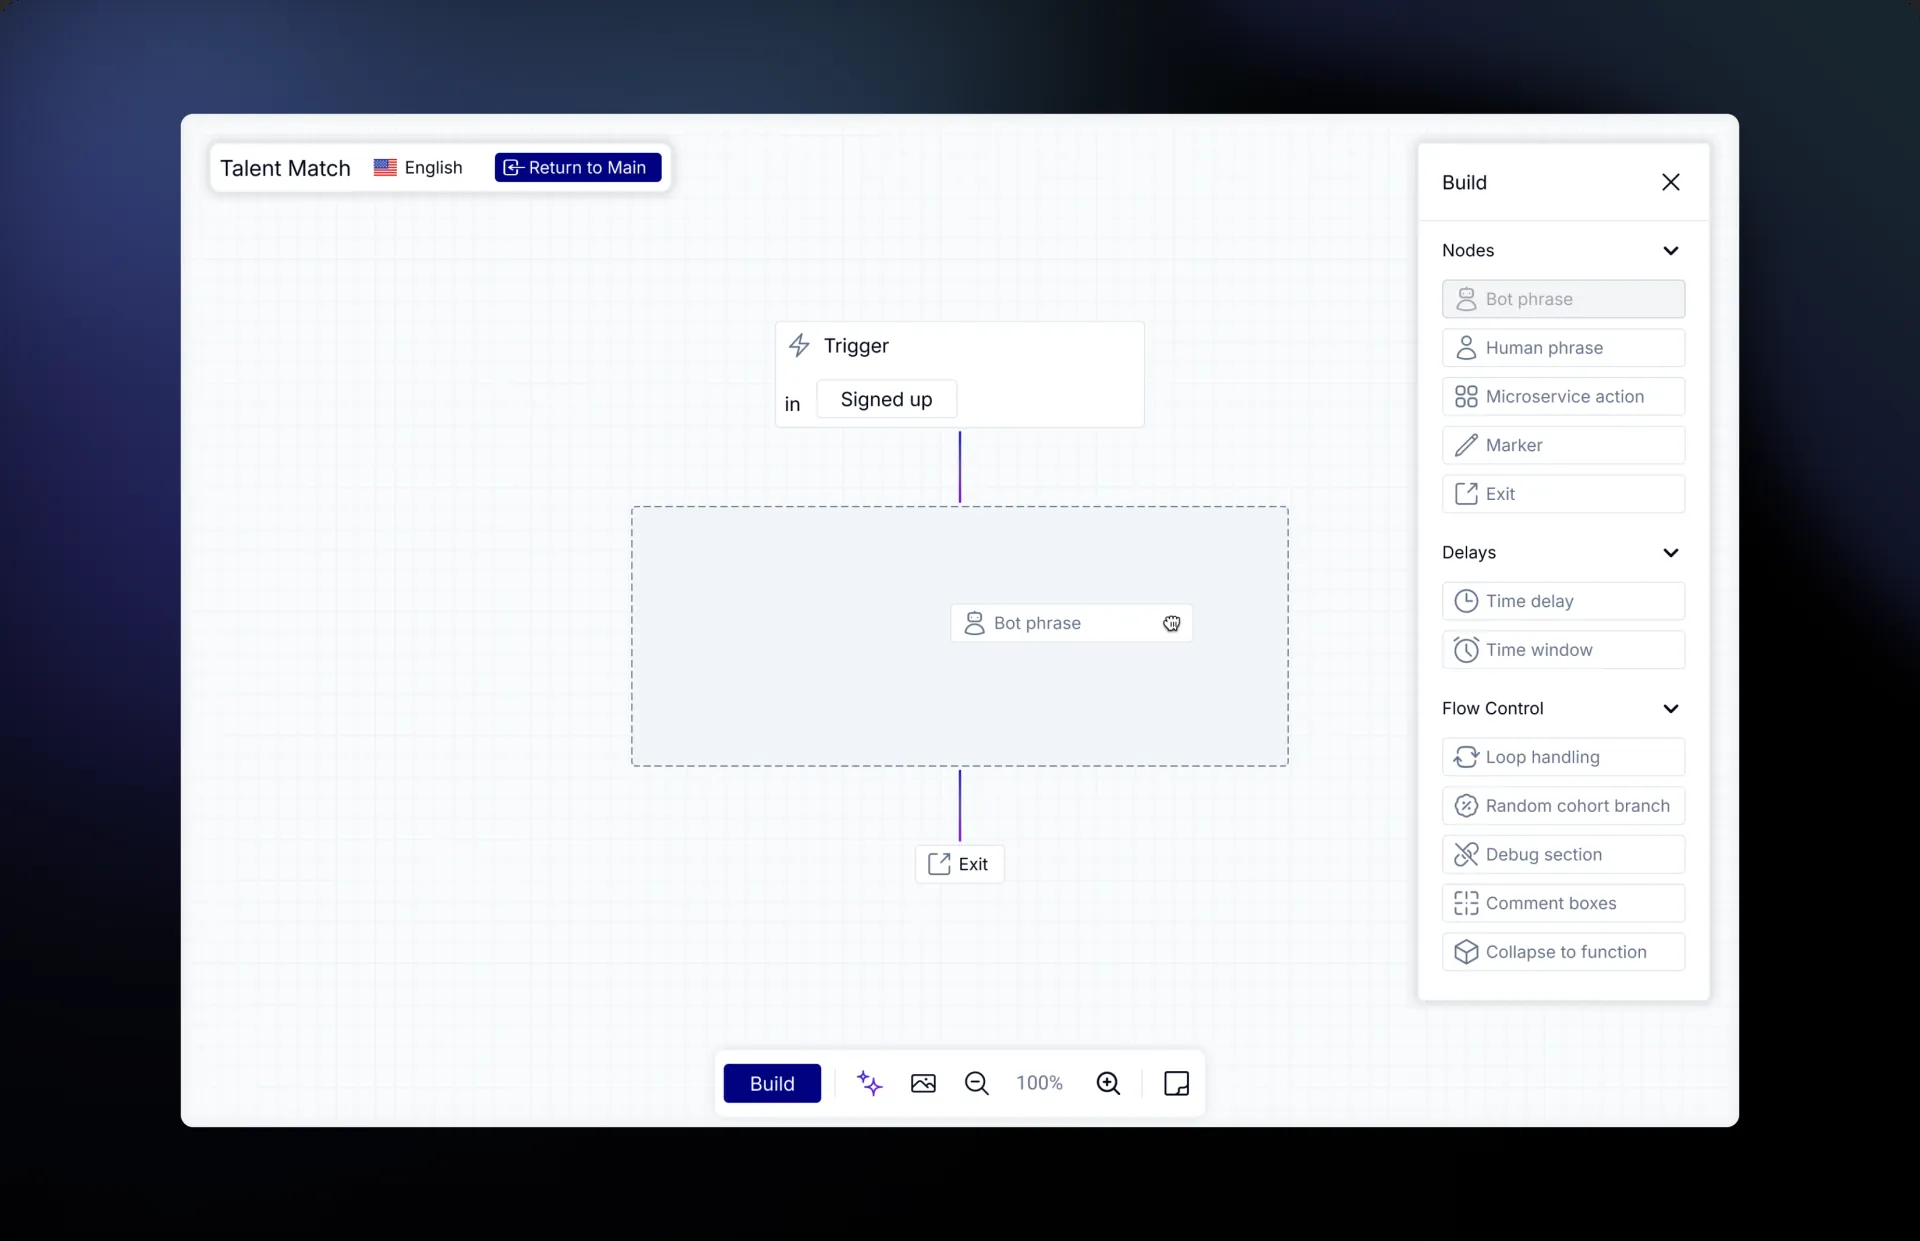 Talent Match English Return to Main
Trigger
in Signed up
Bot phrase
Exit
Build 100%
Build
Nodes
Bot phrase
Human phrase
Microservice action
Marker
Exit
Delays
Time delay
Time window
Flow Control
Loop handling
Random cohort branch
Debug section
Comment boxes
Collapse to function